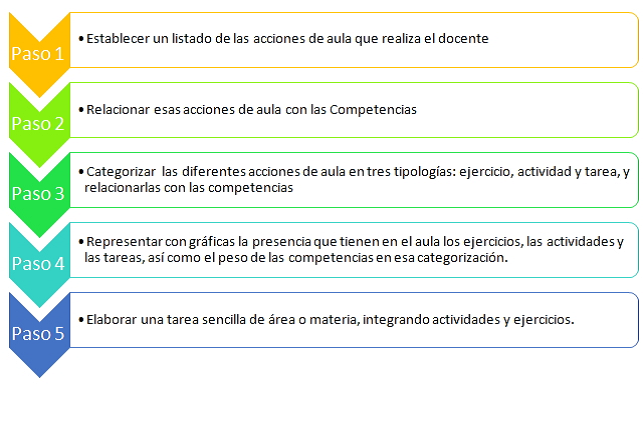 Paso 1
• Establecer un listado de las acciones de aula que realiza el docente
Paso 2
• Relacionar esas acciones de aula con las Competencias
Paso 3
• Categorizar las diferentes acciones de aula en tres tipologías: ejercicio, actividad y tarea, y
relacionarlas con las competencias
Paso 4
• Representar con gráficas la presencia que tienen en el aula los ejercicios, las actividades y
las tareas, así como el peso de las competencias en esa categorización.
Paso 5
• Elaborar una tarea sencilla de área o materia, integrando actividades y ejercicios.